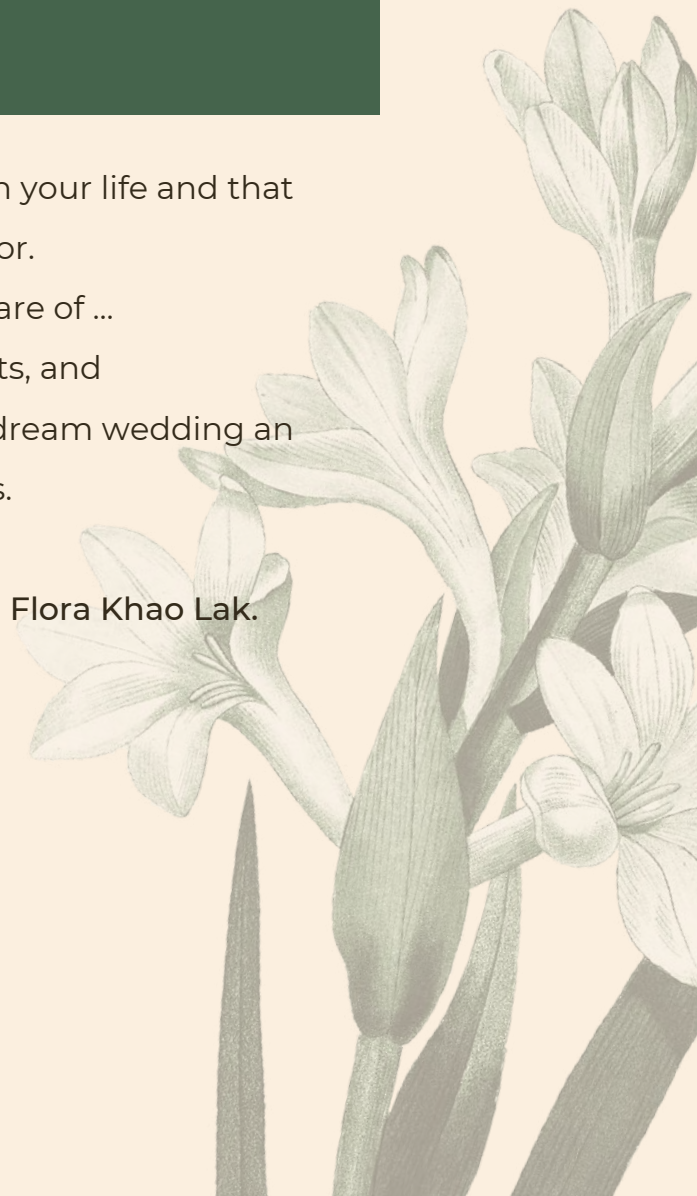 your life and that
or.
are of ...
ts, and
dream wedding an
s.
Flora Khao Lak.